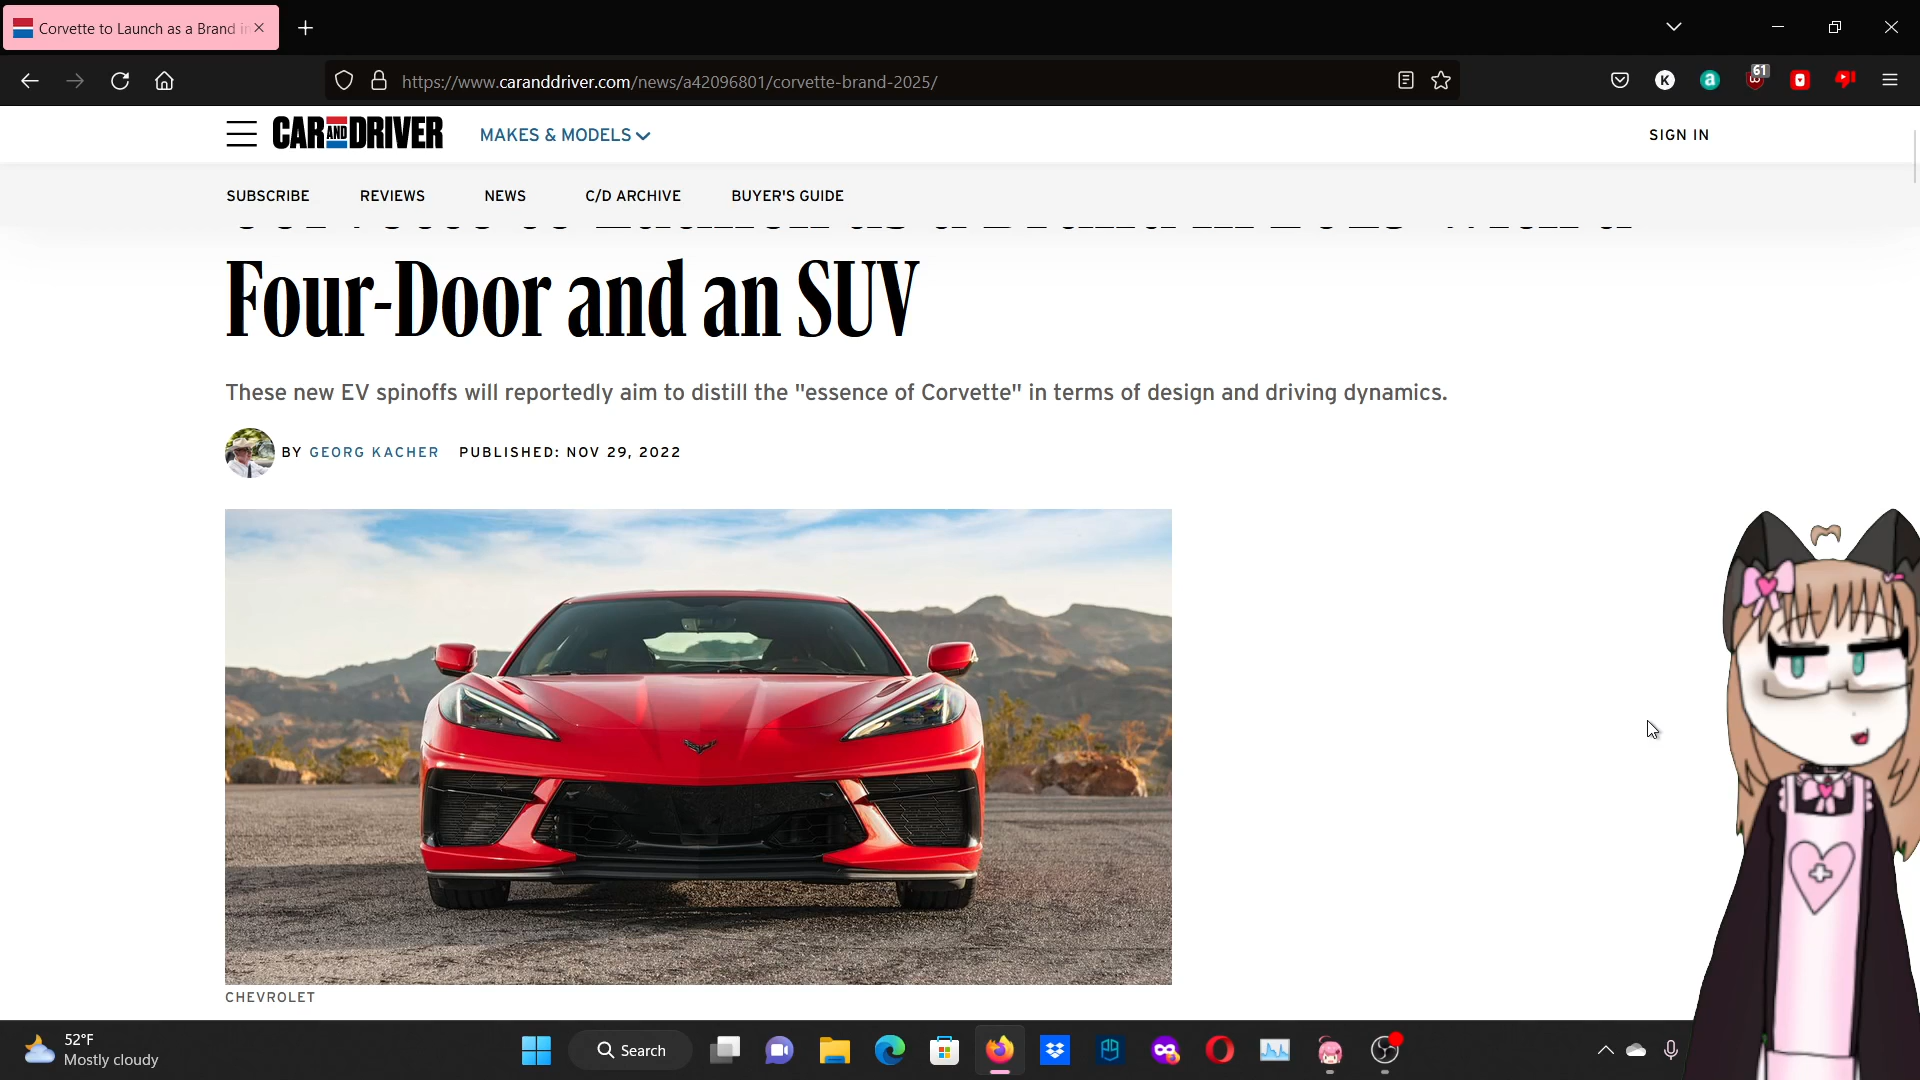 Corvette to Launch as a Brand in
https://www.caranddriver.com/news/a42096801/corvette-brand-2025/
K
a
61
CAR AND DRIVER
MAKES & MODELS
SIGN IN
SUBSCRIBE
REVIEWS
NEWS
C/D ARCHIVE
BUYER'S GUIDE
Four-Door and an SUV
These new EV spinoffs will reportedly aim to distill the "essence of Corvette" in terms of design and driving dynamics.
BY GEORG KACHER PUBLISHED: NOV 29, 2022
CHEVROLET
52°F
Mostly cloudy
Search